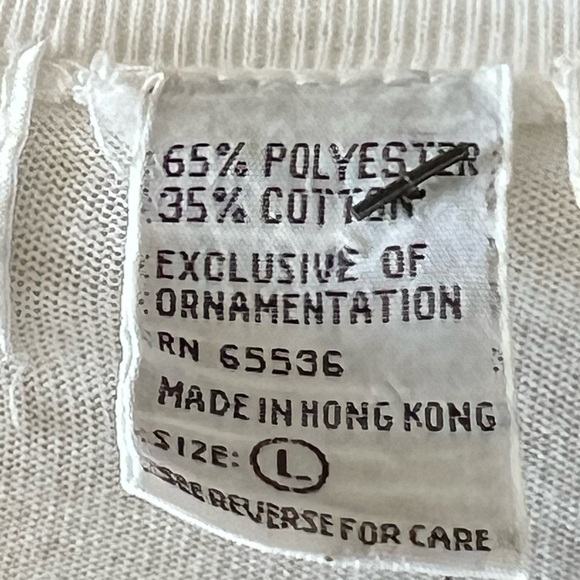 65% POLYESTER
35% COTTON
EXCLUSIVE OF
ORNAMENTATION
RN 65536
MADE IN HONG KONG
SIZE: L
SEE REVERSE FOR CARE